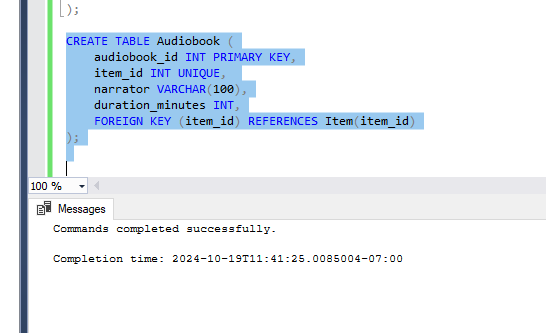 );
CREATE TABLE Audiobook (
audiobook_id INT PRIMARY KEY,
item_id INT UNIQUE,
narrator VARCHAR(100),
duration_minutes INT,
FOREIGN KEY (item_id) REFERENCES Item(item_id)
);
100 %
Messages
Commands completed successfully.
Completion time: 2024-10-19T11:41:25.0085004-07:00